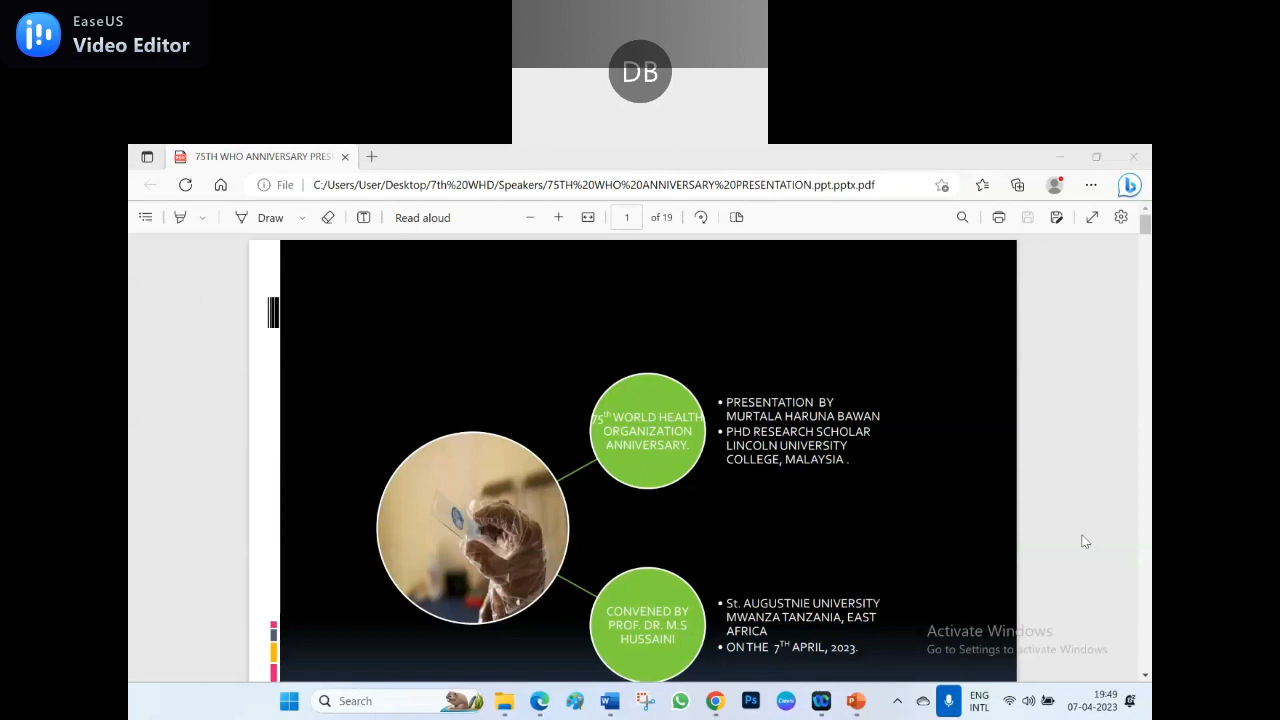 EaseUS
Video Editor
DB
75TH WHO ANNIVERSARY PRES
File
C:/Users/User/Desktop/7th%20WHD/Speakers/75TH%20WHO%20ANNIVERSARY%20PRESENTATION.ppt.pptx.pdf
Draw
Read aloud
1
of 19
75th WORLD HEALTH
ORGANIZATION
ANNIVERSARY.
• PRESENTATION BY
MURTALA HARUNA BAWAN
• PHD RESEARCH SCHOLAR
LINCOLN UNIVERSITY
COLLEGE, MALAYSIA .
CONVENED BY
PROF. DR. M.S
HUSSAINI
• St. AUGUSTNIE UNIVERSITY
MWANZA TANZANIA, EAST
AFRICA
• ON THE 7TH APRIL, 2023.
Activate Windows
Go to Settings to activate Windows.
Search
ENG
INTL
19:49
07-04-2023